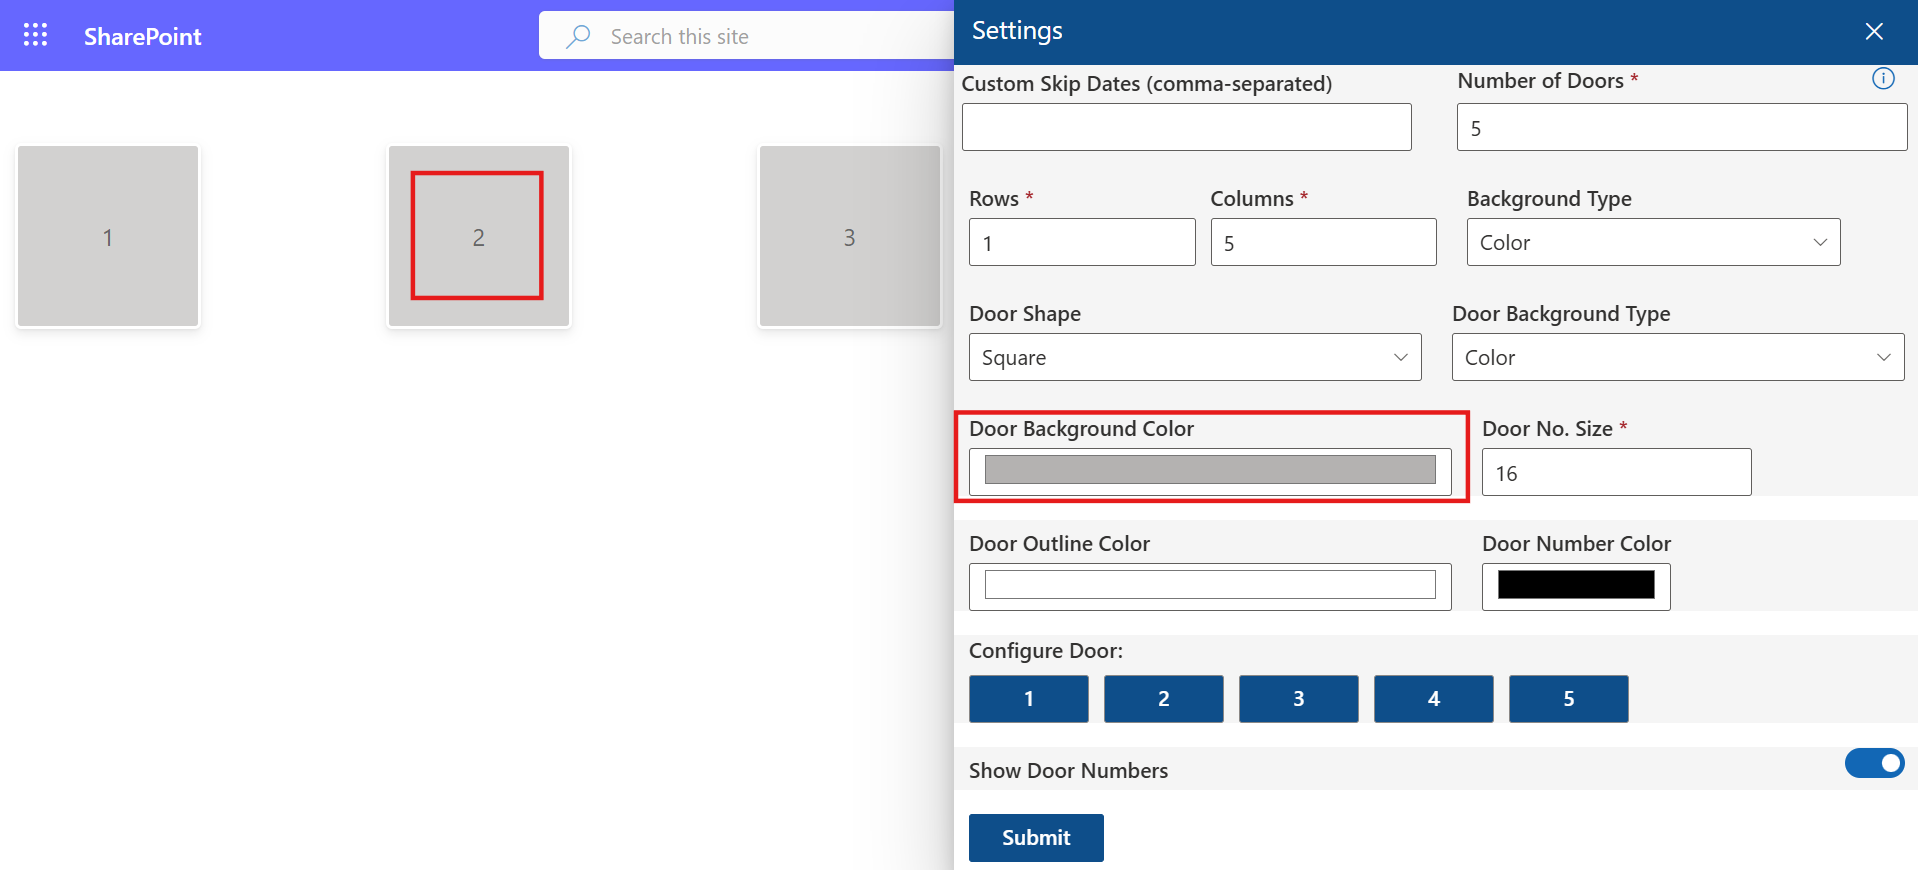 SharePoint
Search this site
Settings
Custom Skip Dates (comma-separated)
Number of Doors *
5
Rows *
Columns *
Background Type
1
5
Color
Door Shape
Door Background Type
Square
Color
Door Background Color
Door No. Size *
16
Door Outline Color
Door Number Color
Configure Door:
1 2 3 4 5
Show Door Numbers
Submit
1 2 3